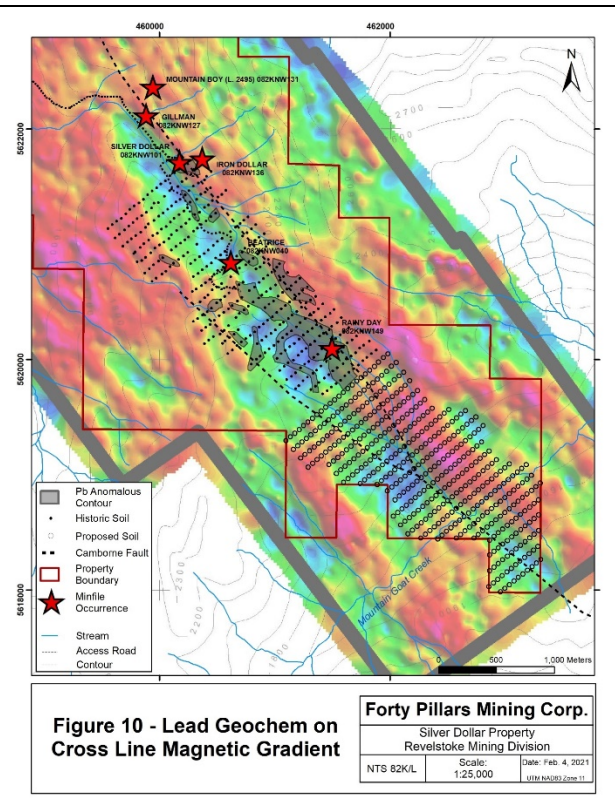 460000
462000
N
MOUNTAIN BOY (L. 2495) 082KNW131
GILLMAN
082KNW127
5622000
SILVER DOLLAR
082KNW101
IRON DOLLAR
082KNW136
2700
BEATRICE
082KNW040
RAINY DAY
082KNW149
5620000
Pb Anomalous
Contour
Historic Soil
Proposed Soil
Camborne Fault
Property
Boundary
Minfile
Occurrence
Stream
Access Road
Contour
5618000
2300
2200
1800
Mountain Goat Creek
0 500 1,000 Meters
Figure 10 - Lead Geochem on
Cross Line Magnetic Gradient
Forty Pillars Mining Corp.
Silver Dollar Property
Revelstoke Mining Division
NTS 82K/L
Scale:
1:25,000
Date: Feb. 4, 2021
UTM NAD83 Zone 11